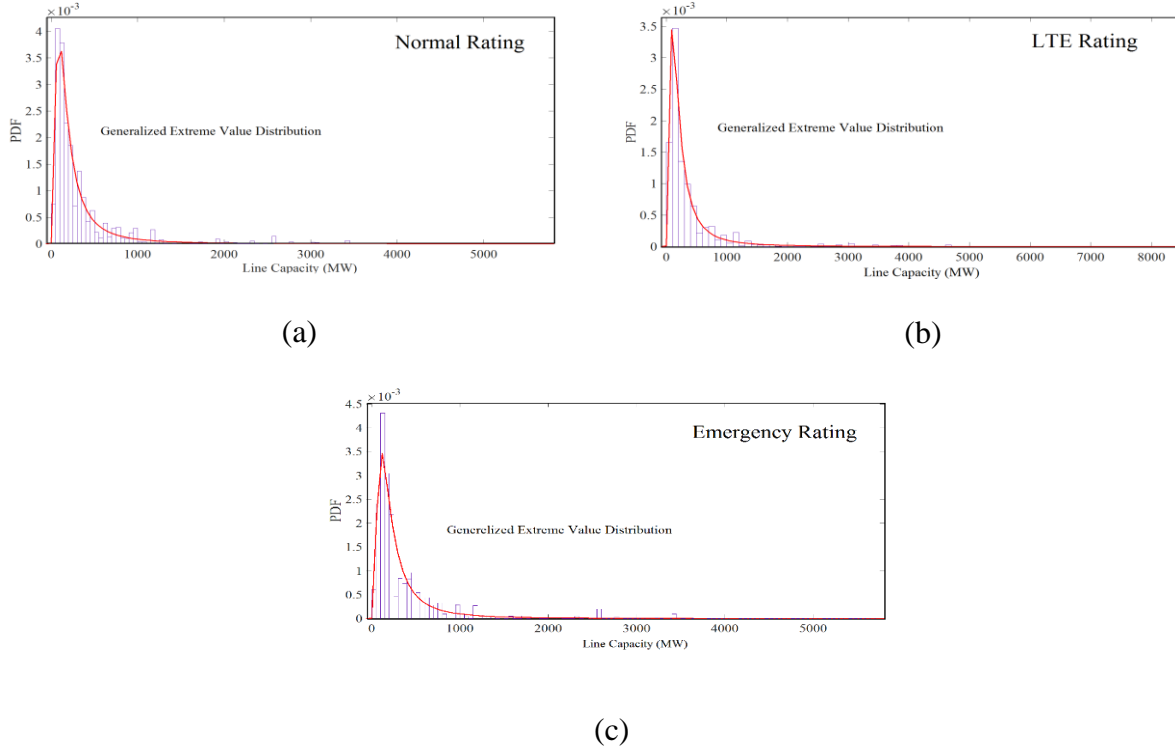 ×10⁻³
Normal Rating
Generalized Extreme Value Distribution
PDF
4
3.5
3
2.5
2
1.5
1
0.5
0
0 1000 2000 3000 4000 5000
Line Capacity (MW)
(a)
×10⁻³
LTE Rating
Generalized Extreme Value Distribution
PDF
3.5
3
2.5
2
1.5
1
0.5
0
0 1000 2000 3000 4000 5000 6000 7000 8000
Line Capacity (MW)
(b)
×10⁻³
Emergency Rating
Generelized Extreme Value Distribution
PDF
4.5
4
3.5
3
2.5
2
1.5
1
0.5
0
0 1000 2000 3000 4000 5000
Line Capacity (MW)
(c)